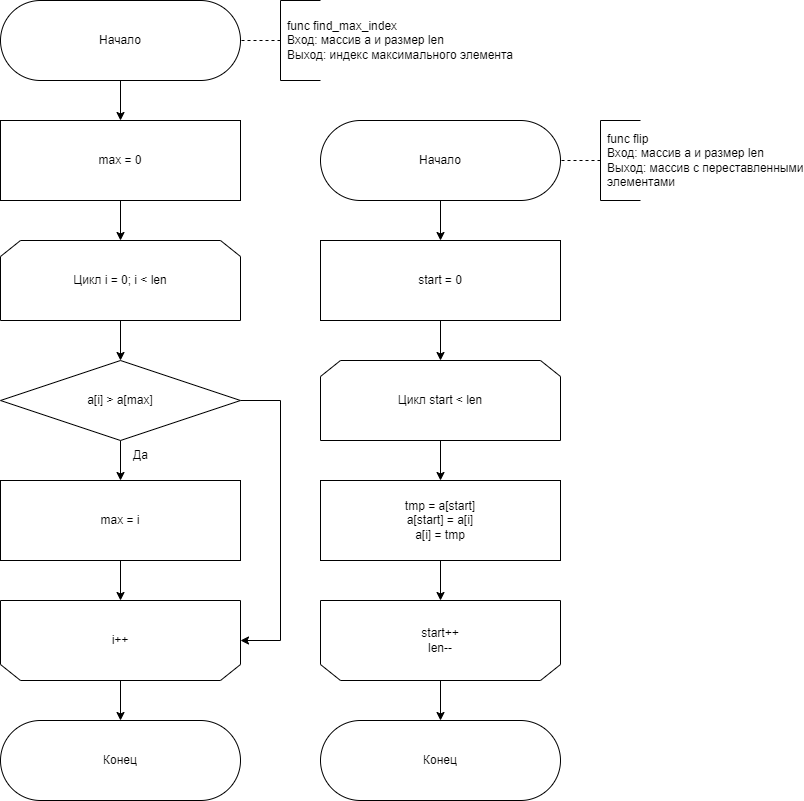 Начало
func find_max_index
Вход: массив a и размер len
Выход: индекс максимального элемента
max = 0
Цикл i = 0; i < len
a[i] > a[max]
Да
max = i
i++
Конец
Начало
func flip
Вход: массив a и размер len
Выход: массив с переставленными
элементами
start = 0
Цикл start < len
tmp = a[start]
a[start] = a[i]
a[i] = tmp
start++
len--
Конец